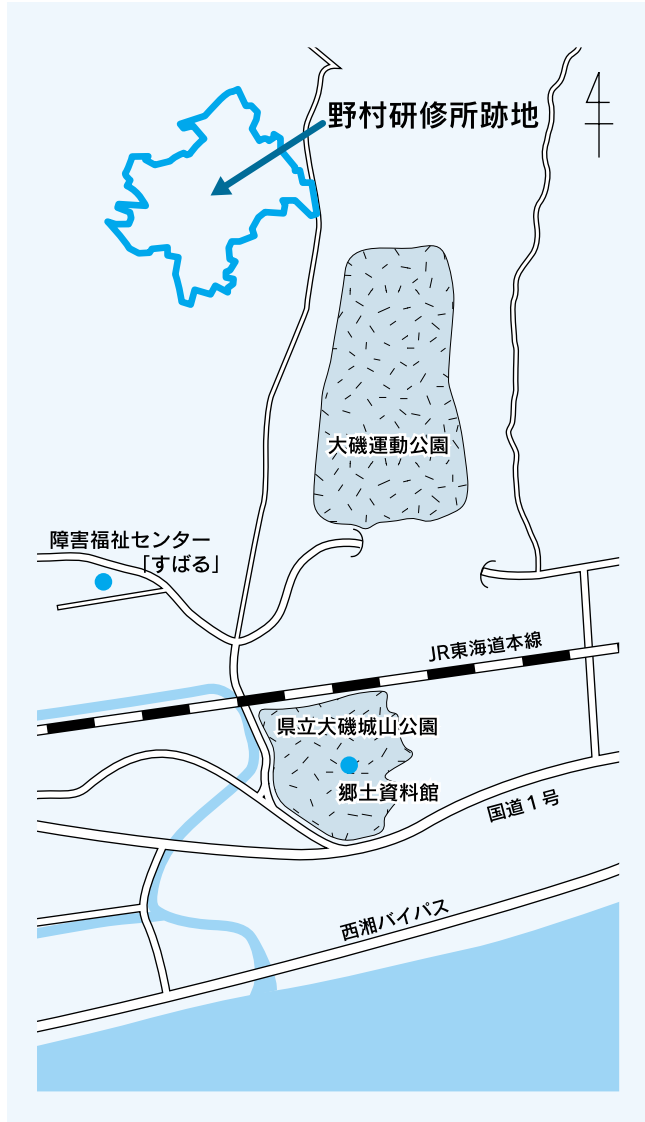 野村研修所跡地
大磯運動公園
障害福祉センター
「すばる」
JR東海道本線
県立大磯城山公園
郷土資料館
国道1号
西湘バイパス